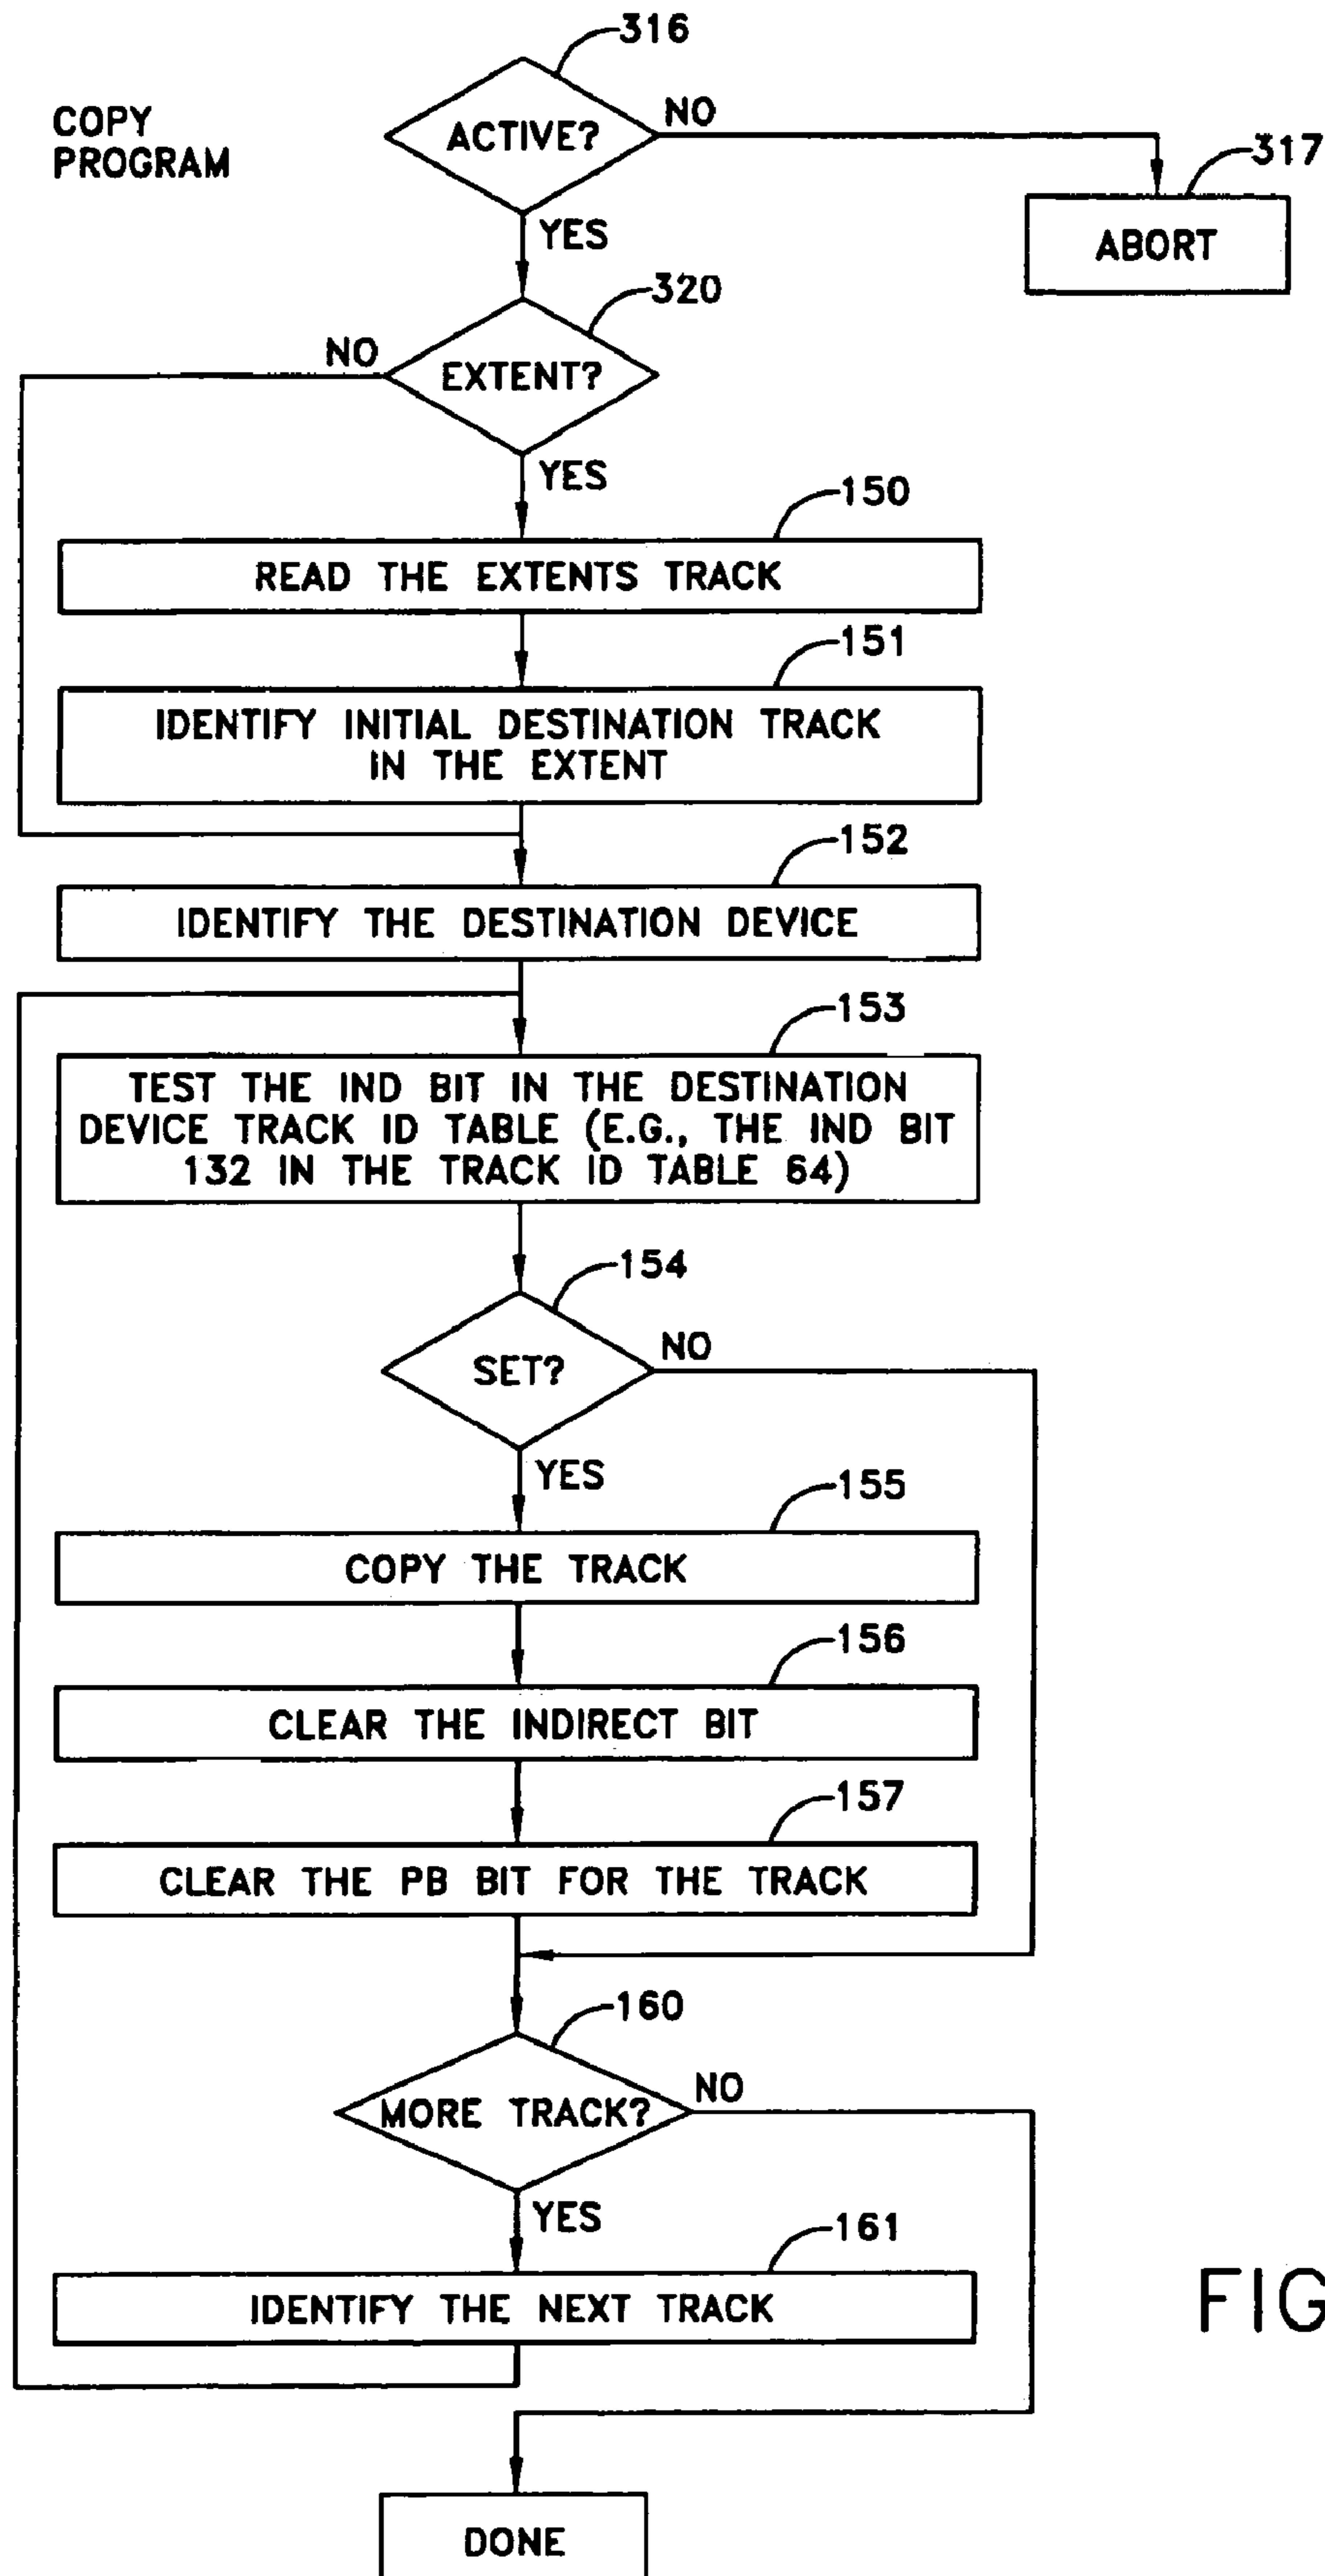 316
COPY
PROGRAM
ACTIVE?
NO
317
ABORT
YES
320
NO
EXTENT?
YES
150
READ THE EXTENTS TRACK
151
IDENTIFY INITIAL DESTINATION TRACK
IN THE EXTENT
152
IDENTIFY THE DESTINATION DEVICE
153
TEST THE IND BIT IN THE DESTINATION
DEVICE TRACK ID TABLE (E.G., THE IND BIT
132 IN THE TRACK ID TABLE 64)
154
SET?
NO
YES
155
COPY THE TRACK
156
CLEAR THE INDIRECT BIT
157
CLEAR THE PB BIT FOR THE TRACK
160
MORE TRACK?
NO
YES
161
IDENTIFY THE NEXT TRACK
FIG
DONE